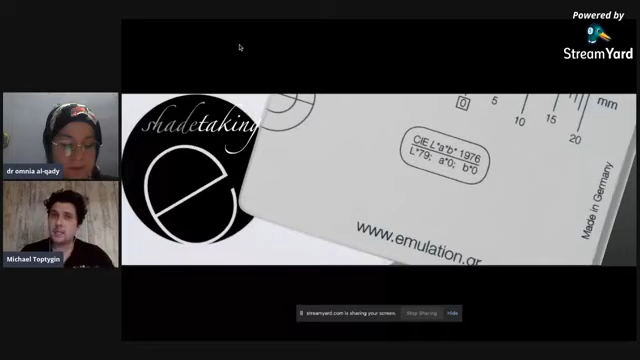 Powered by
StreamYard
shadetaking
e
0
5
10
15
20
mm
CIE L*a*b* 1976
L*79; a*0; b*0
www.emulation.gr
Made in Germany
dr omnia al-qady
Michael Toptygin
streamyard.com is sharing your screen.
Stop Sharing
Hide